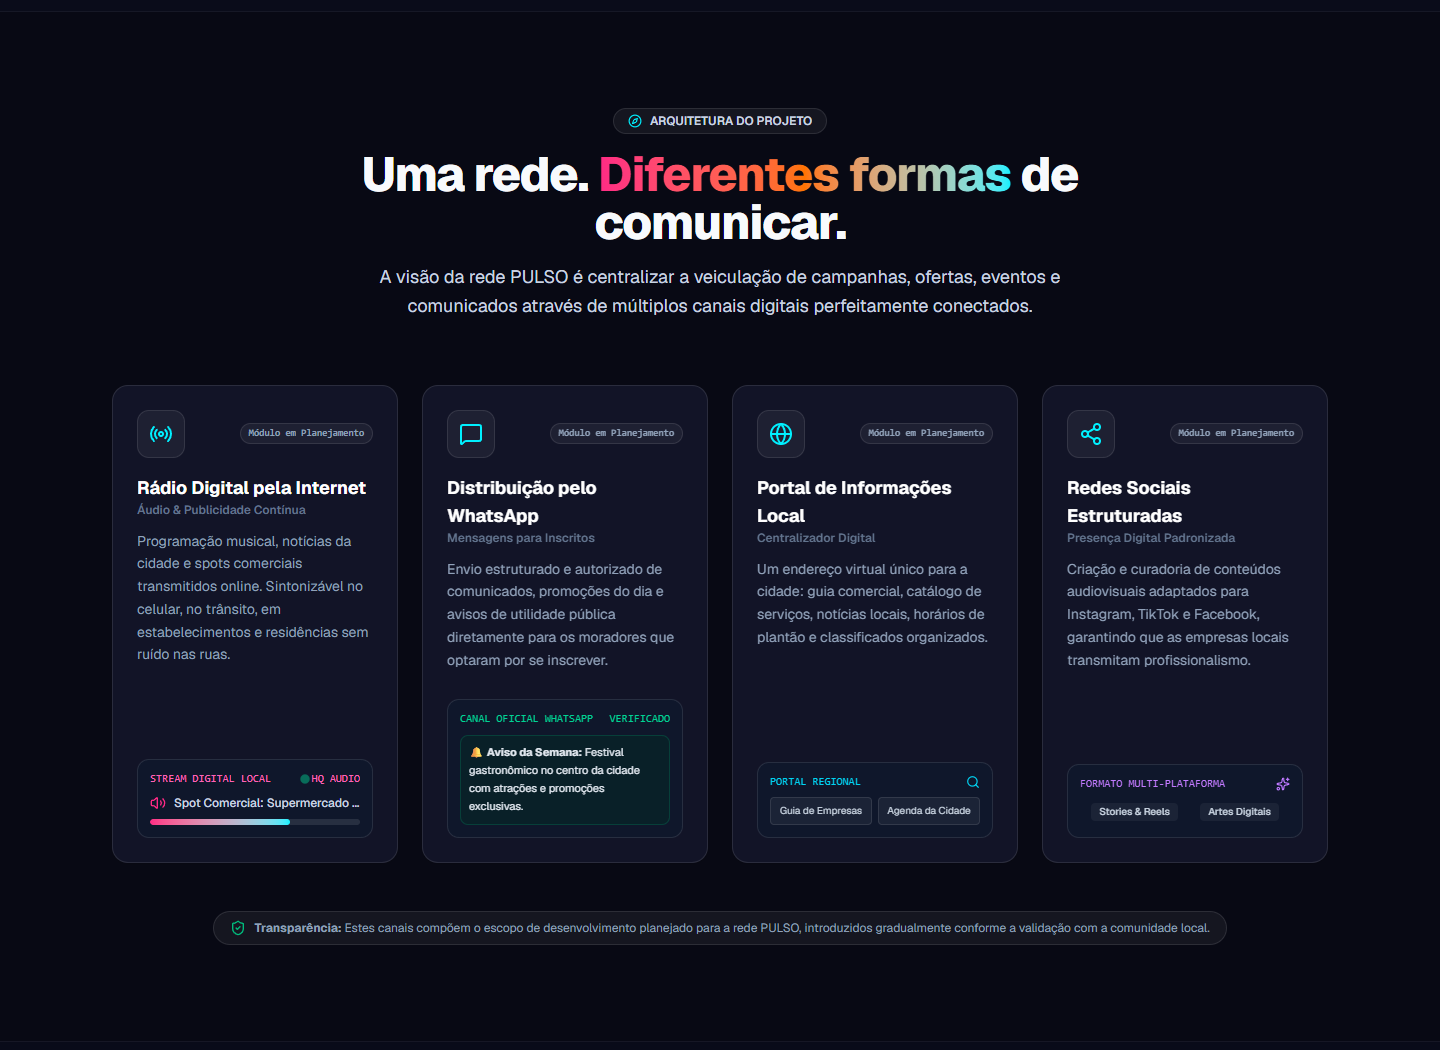 ARQUITETURA DO PROJETO
Uma rede. Diferentes formas de
comunicar.
A visão da rede PULSO é centralizar a veiculação de campanhas, ofertas, eventos e
comunicados através de múltiplos canais digitais perfeitamente conectados.
Módulo em Planejamento
Rádio Digital pela Internet
Áudio & Publicidade Contínua
Programação musical, notícias da
cidade e spots comerciais
transmitidos online. Sintonizável no
celular, no trânsito, em
estabelecimentos e residências sem
ruído nas ruas.
STREAM DIGITAL LOCAL
HQ AUDIO
Spot Comercial: Supermercado ...
Módulo em Planejamento
Distribuição pelo
WhatsApp
Mensagens para Inscritos
Envio estruturado e autorizado de
comunicados, promoções do dia e
avisos de utilidade pública
diretamente para os moradores que
optaram por se inscrever.
CANAL OFICIAL WHATSAPP
VERIFICADO
🔔 Aviso da Semana: Festival
gastronômico no centro da cidade
com atrações e promoções
exclusivas.
Módulo em Planejamento
Portal de Informações
Local
Centralizador Digital
Um endereço virtual único para a
cidade: guia comercial, catálogo de
serviços, notícias locais, horários de
plantão e classificados organizados.
PORTAL REGIONAL
Guia de Empresas
Agenda da Cidade
Módulo em Planejamento
Redes Sociais
Estruturadas
Presença Digital Padronizada
Criação e curadoria de conteúdos
audiovisuais adaptados para
Instagram, TikTok e Facebook,
garantindo que as empresas locais
transmitam profissionalismo.
FORMATO MULTI-PLATAFORMA
Stories & Reels
Artes Digitais
Transparência: Estes canais compõem o escopo de desenvolvimento planejado para a rede PULSO, introduzidos gradualmente conforme a validação com a comunidade local.